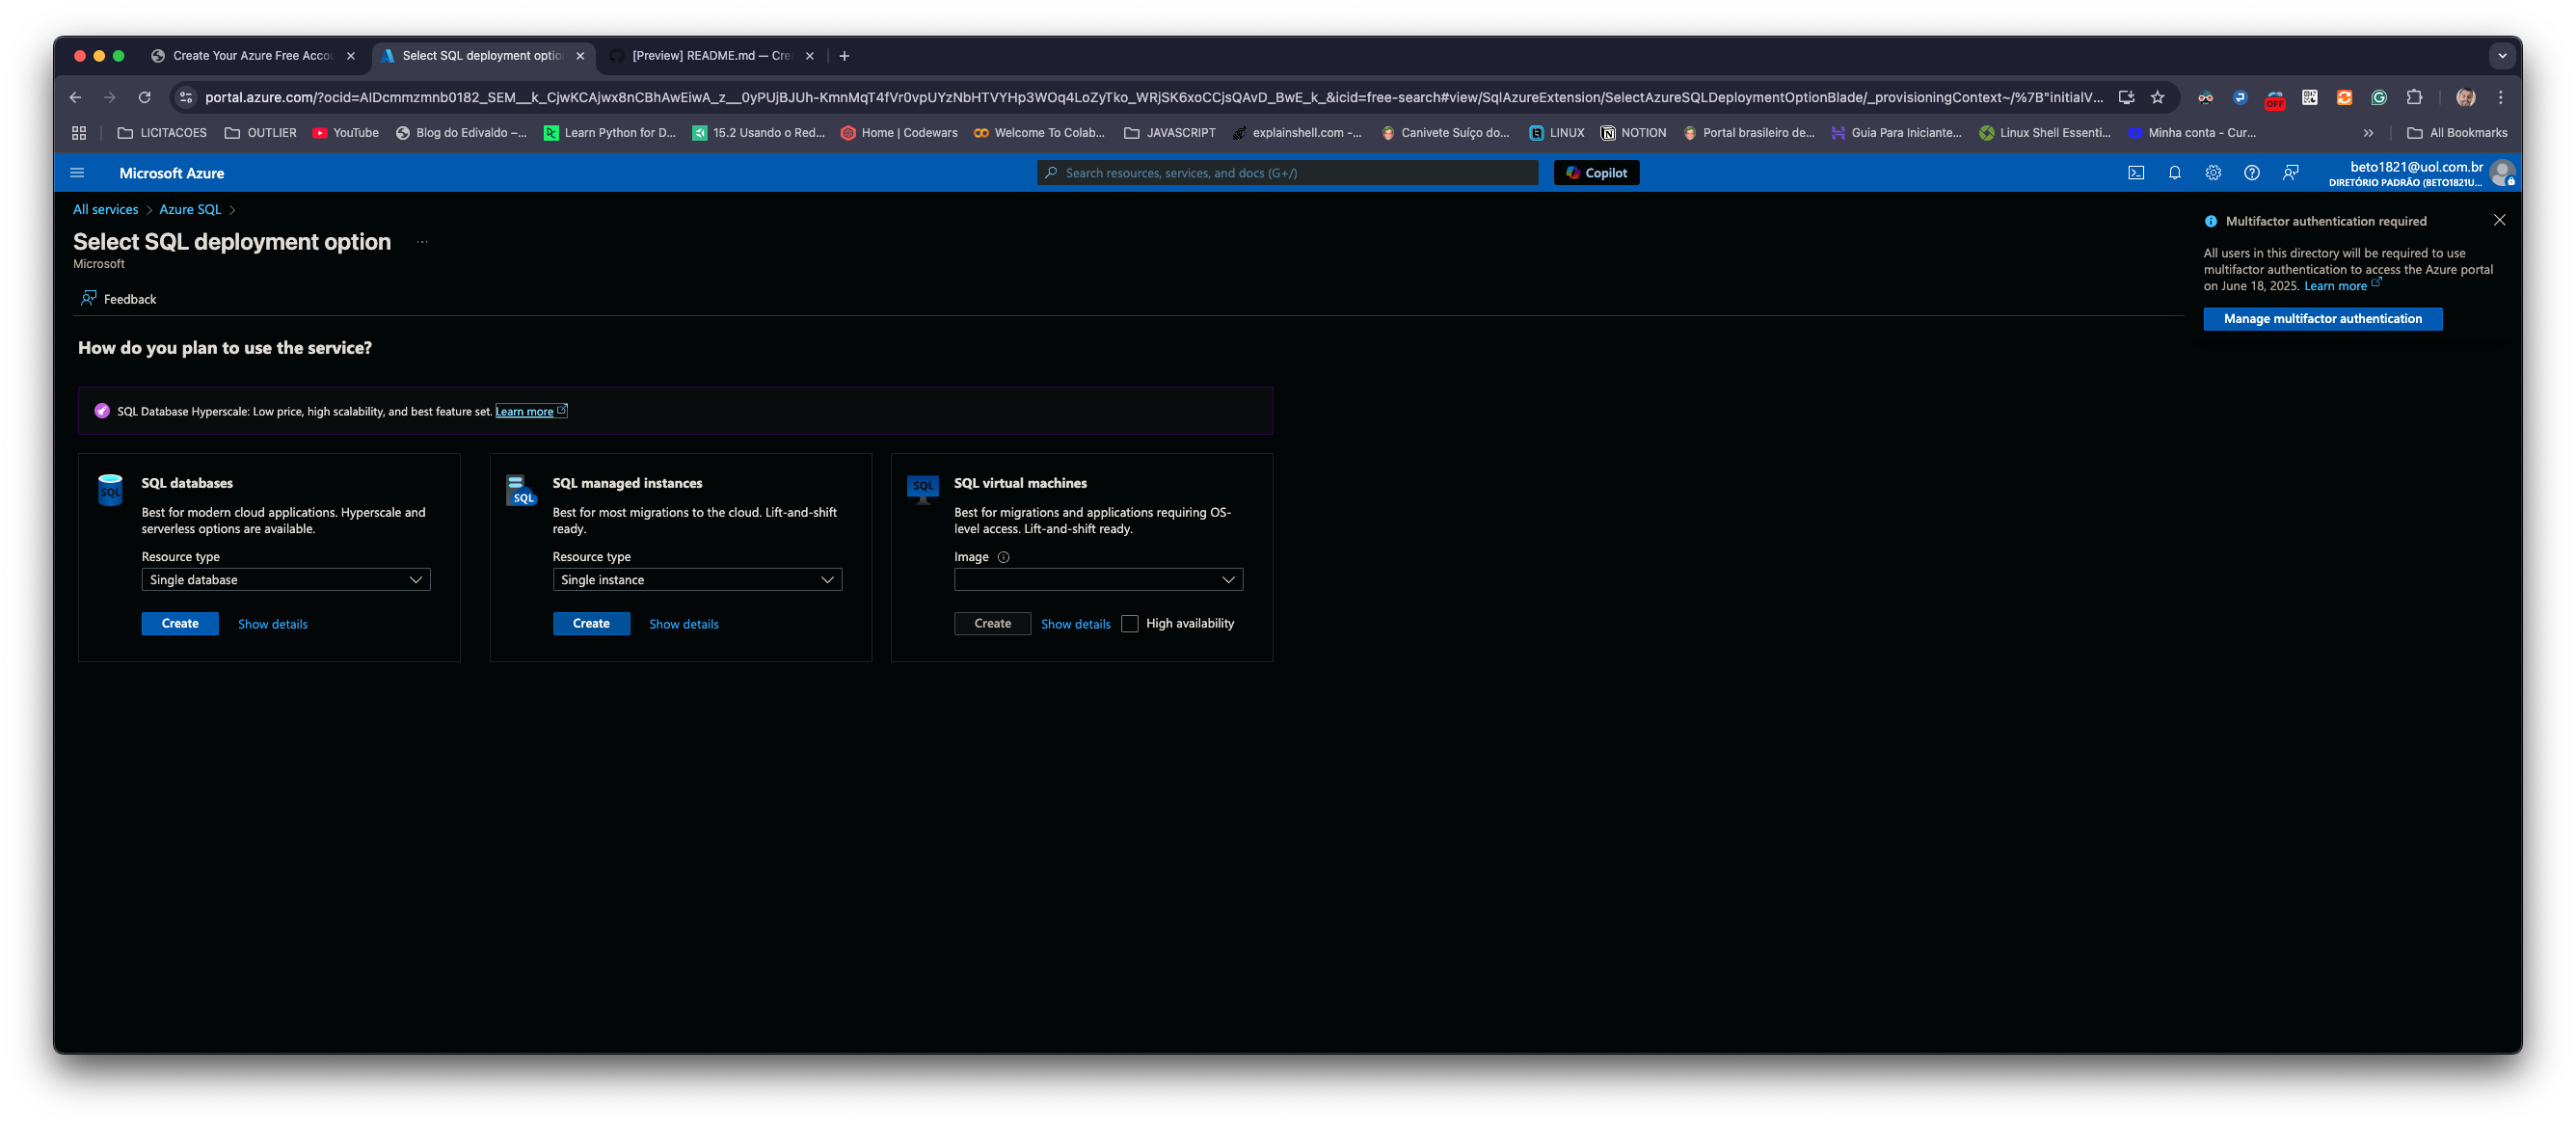 Create Your Azure Free Accou
Select SQL deployment optio
[Preview] README.md — Cre
portal.azure.com/?ocid=AIDcmmzmnb0182_SEM__k_CjwKCAjwx8nCBhAwEiwA_z__0yPUjBJUh-KmnMqT4fVr0vpUYzNbHTVYHp3WOq4LoZyTko_WRjSK6xoCCjsQAvD_BwE_k_&icid=free-search#view/SqlAzureExtension/SelectAzureSQLDeploymentOptionBlade/_provisioningContext~/%7B"initialV...
OFF
LICITACOES
OUTLIER
YouTube
Blog do Edivaldo –...
Learn Python for D...
15.2 Usando o Red...
Home | Codewars
Welcome To Colab...
JAVASCRIPT
explainshell.com -...
Canivete Suíço do...
LINUX
NOTION
Portal brasileiro de...
Guia Para Iniciante...
Linux Shell Essenti...
Minha conta - Cur...
All Bookmarks
Microsoft Azure
Search resources, services, and docs (G+/)
Copilot
beto1821@uol.com.br
DIRETÓRIO PADRÃO (BETO1821U...
All services > Azure SQL >
Select SQL deployment option ...
Microsoft
Feedback
Multifactor authentication required
All users in this directory will be required to use
multifactor authentication to access the Azure portal
on June 18, 2025. Learn more
Manage multifactor authentication
How do you plan to use the service?
SQL Database Hyperscale: Low price, high scalability, and best feature set. Learn more
SQL
SQL databases
Best for modern cloud applications. Hyperscale and
serverless options are available.
Resource type
Single database
Create
Show details
SQL
SQL managed instances
Best for most migrations to the cloud. Lift-and-shift
ready.
Resource type
Single instance
Create
Show details
SQL
SQL virtual machines
Best for migrations and applications requiring OS-
level access. Lift-and-shift ready.
Image
Create
Show details
High availability